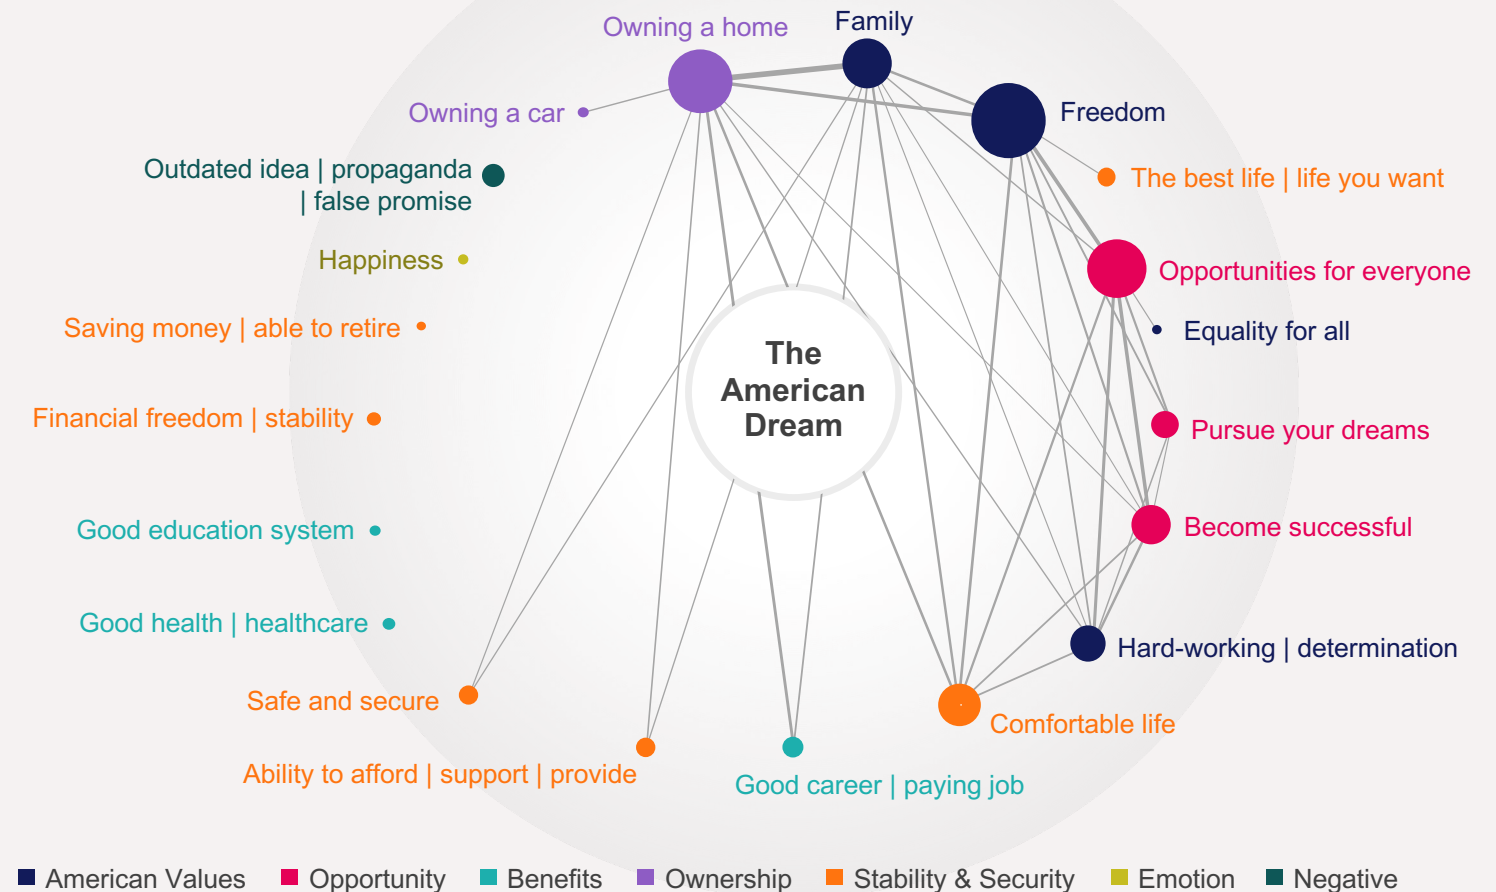 Owning a home
Family
Owning a car
Freedom
Outdated idea | propaganda
| false promise
The best life | life you want
Happiness
Opportunities for everyone
Saving money | able to retire
Equality for all
The
American
Dream
Financial freedom | stability
Pursue your dreams
Good education system
Become successful
Good health | healthcare
Hard-working | determination
Safe and secure
Comfortable life
Ability to afford | support | provide
Good career | paying job
American Values
Opportunity
Benefits
Ownership
Stability & Security
Emotion
Negative